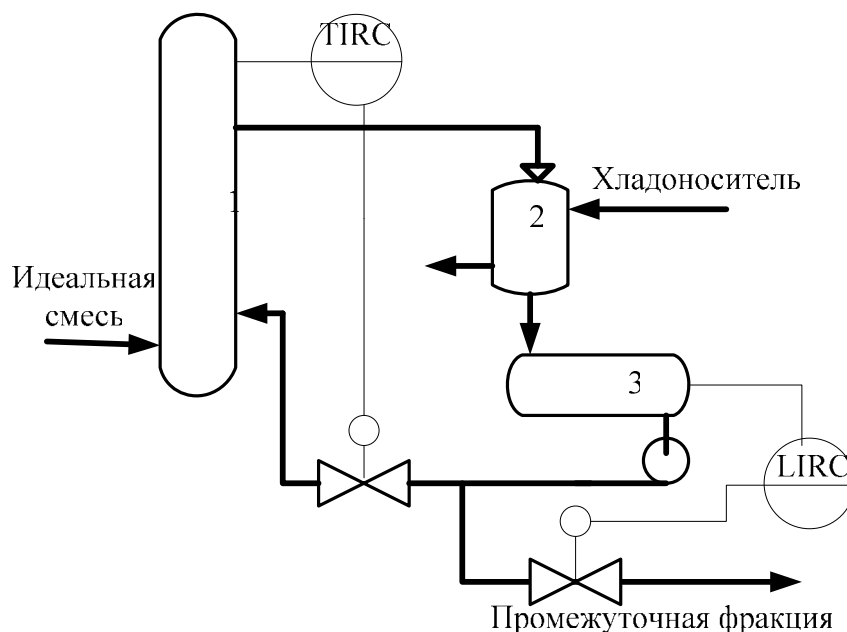 TIRC
Хладоноситель
1
2
Идеальная
смесь
3
LIRC
Промежуточная фракция